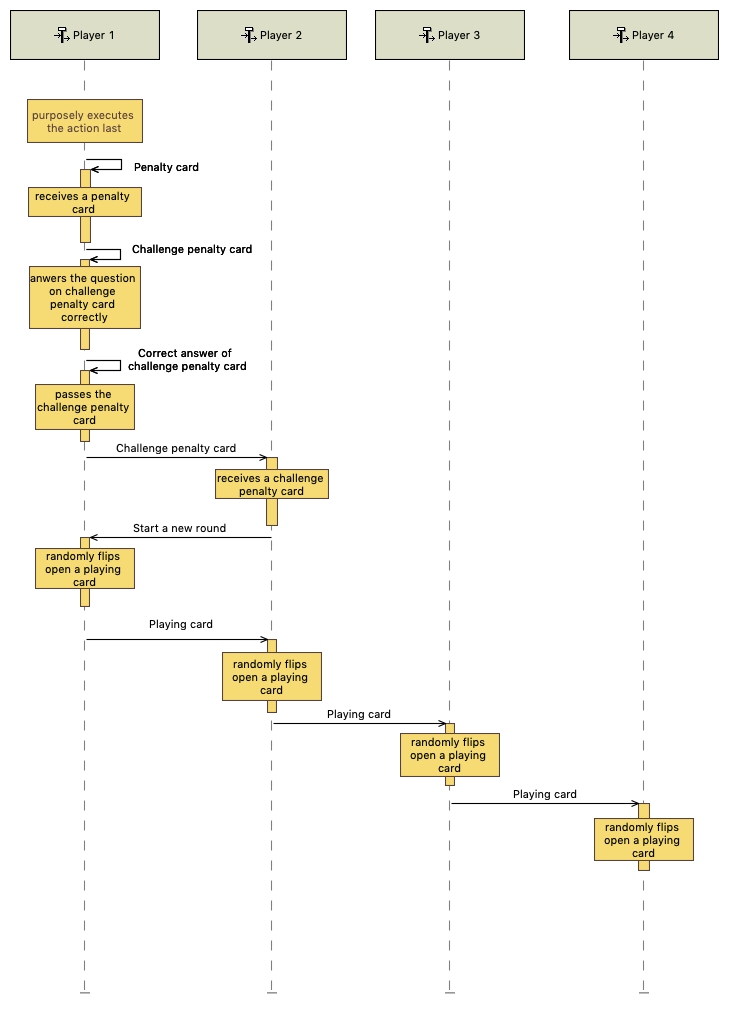 Player 1
Player 2
Player 3
Player 4
purposely executes
the action last
Penalty card
receives a penalty
card
Challenge penalty card
anwers the question
on challenge
penalty card
correctly
Correct answer of
challenge penalty card
passes the
challenge penalty
card
Challenge penalty card
receives a challenge
penalty card
Start a new round
randomly flips
open a playing
card
Playing card
randomly flips
open a playing
card
Playing card
randomly flips
open a playing
card
Playing card
randomly flips
open a playing
card